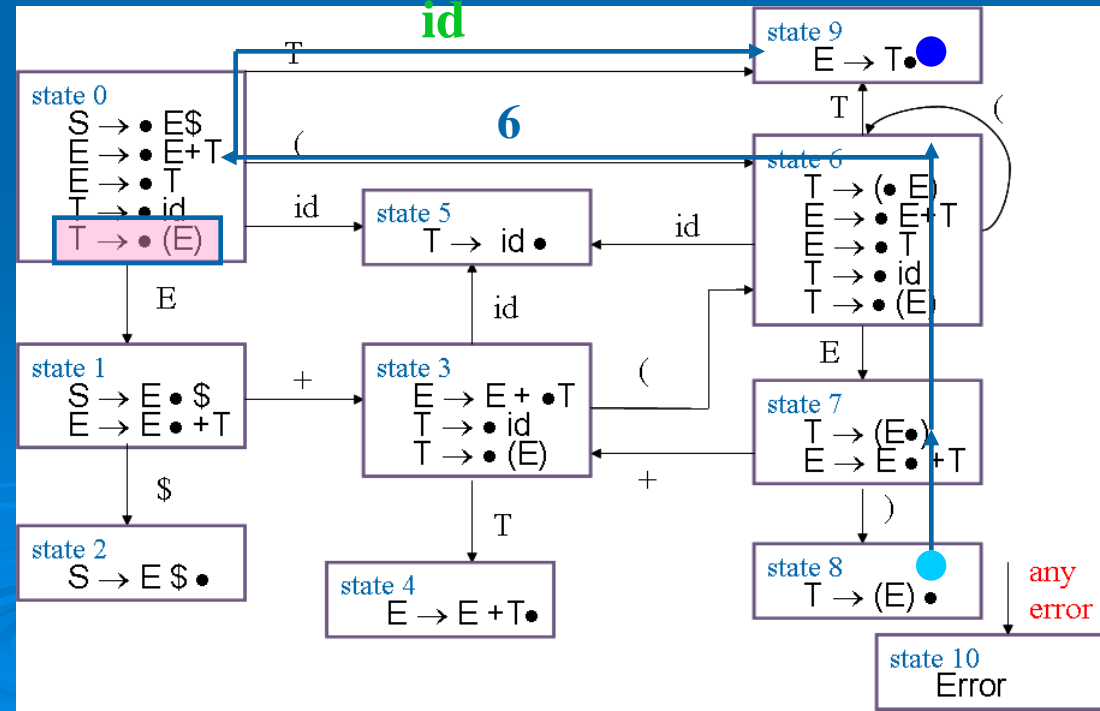 id
T
state 0
S → • E$
E → • E+T
E → • T
T → • id
T → • (E)
state 9
E → T•
T
(
6
(
state 6
T → (• E)
E → • E+T
E → • T
T → • id
T → • (E)
id
state 5
T → id •
id
E
id
E
(
state 1
S → E • $
E → E • +T
+
state 3
E → E + •T
T → • id
T → • (E)
state 7
T → (E•)
E → E • +T
+
$
T
)
state 2
S → E $ •
state 4
E → E +T•
state 8
T → (E) •
any
error
state 10
Error